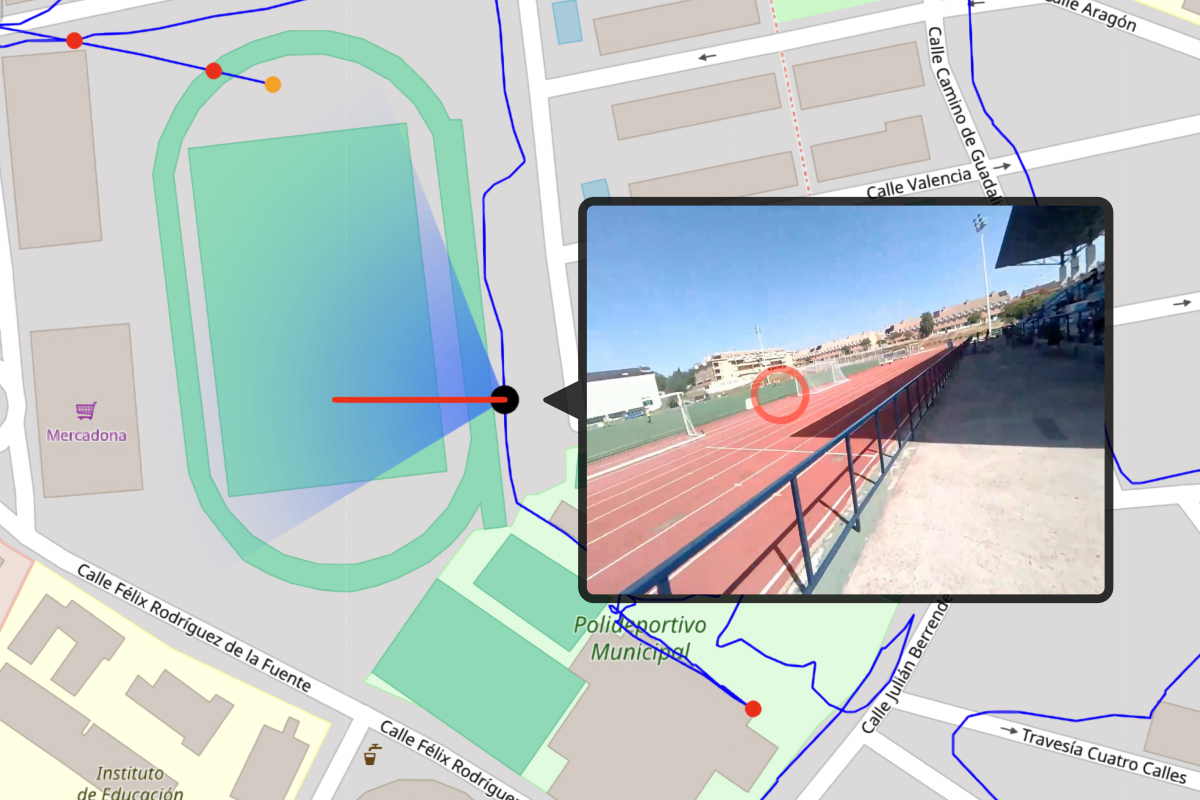 Calle Aragón
Calle Camino de Guadal
Calle Valencia
Mercadona
Calle Félix Rodríguez de la Fuente
Polideportivo
Municipal
Calle Julián Berrende
Calle Félix Rodríguez
Travesía Cuatro Calles
Instituto
de Educación